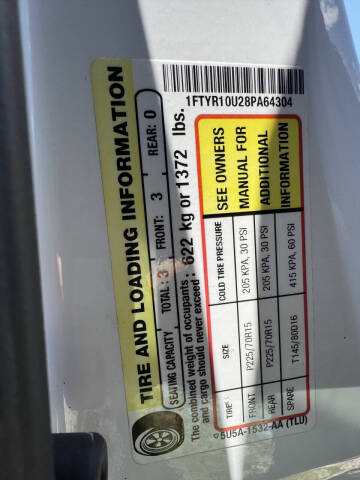 1FTYR10U28PA64304
TIRE AND LOADING INFORMATION
SEATING CAPACITY TOTAL: 3 FRONT: 3 REAR: 0
The combined weight of occupants
and cargo should never exceed : 622 kg or 1372 lbs.
TIRE SIZE COLD TIRE PRESSURE SEE OWNERS
FRONT P225/70R15 205 KPA, 30 PSI MANUAL FOR
REAR P225/70R15 205 KPA, 30 PSI ADDITIONAL
SPARE T145/80D16 415 KPA, 60 PSI INFORMATION
5U5A-1532-AA (TLU)